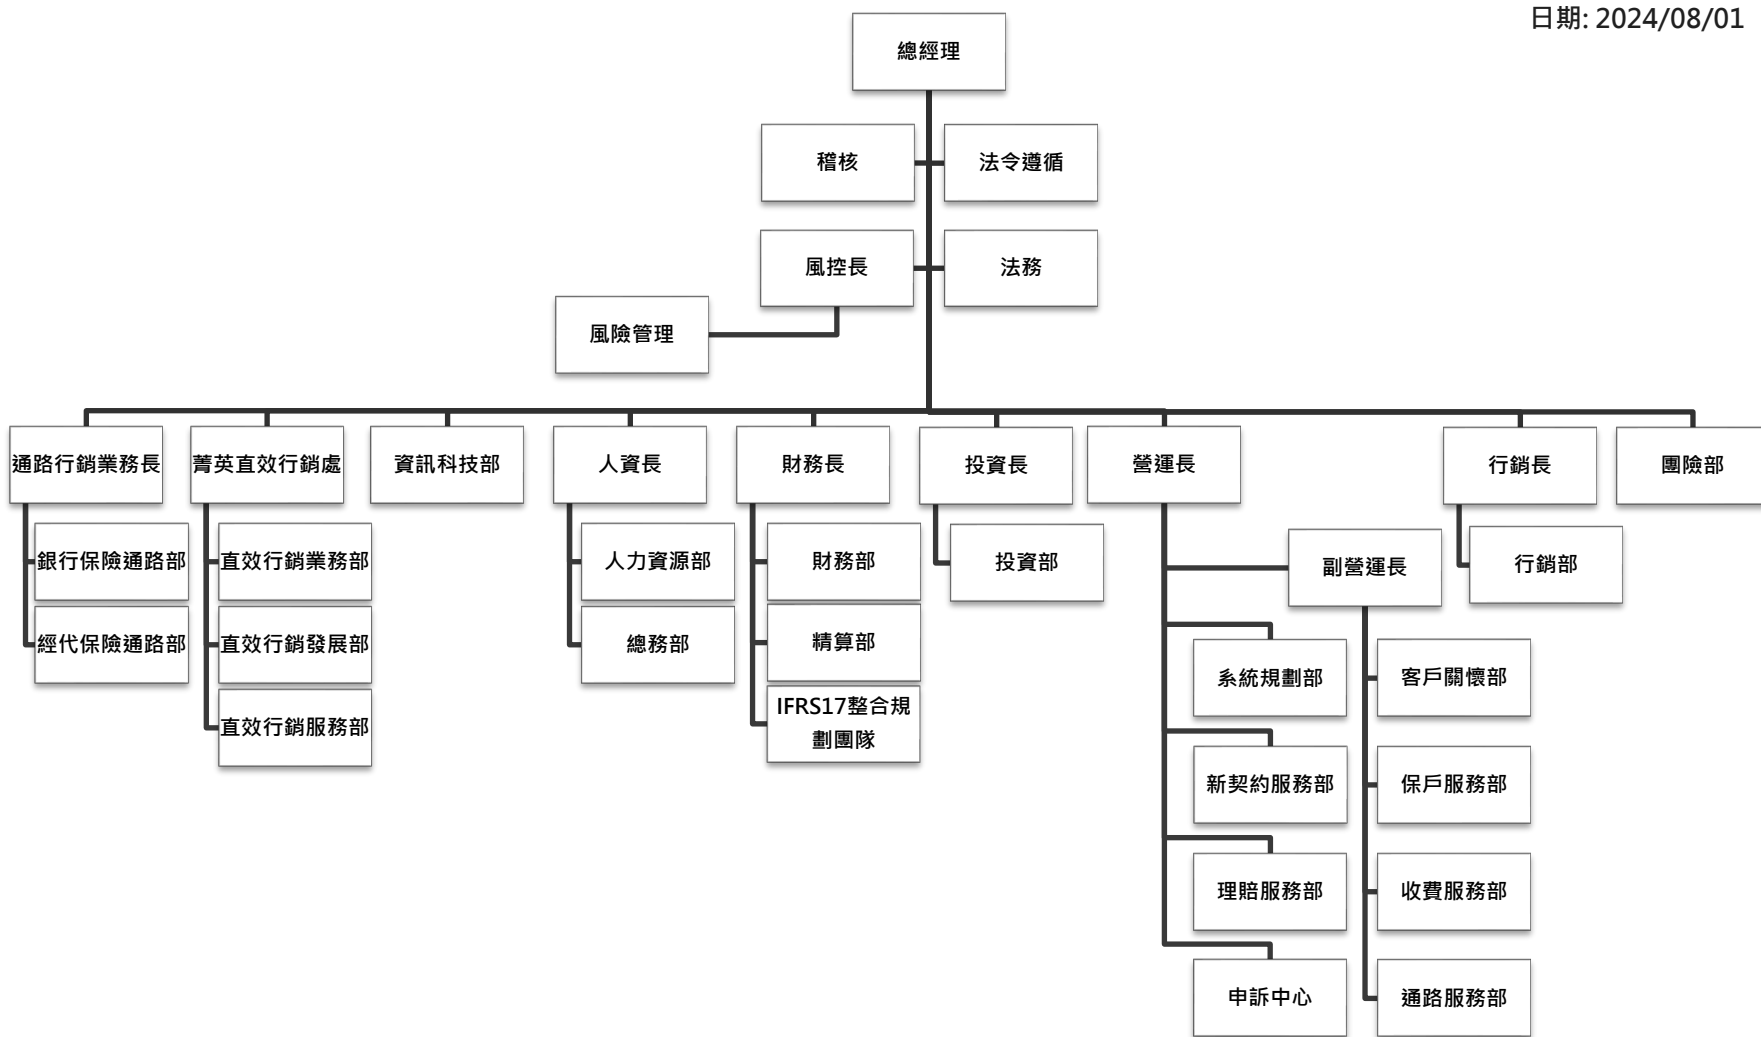 日期: 2024/08/01
總經理
稽核
法令遵循
風控長
法務
風險管理
通路行銷業務長
菁英直效行銷處
資訊科技部
人資長
財務長
投資長
營運長
行銷長
團險部
銀行保險通路部
直效行銷業務部
人力資源部
財務部
投資部
副營運長
行銷部
經代保險通路部
直效行銷發展部
總務部
精算部
系統規劃部
客戶關懷部
直效行銷服務部
IFRS17整合規
劃團隊
新契約服務部
保戶服務部
理賠服務部
收費服務部
申訴中心
通路服務部